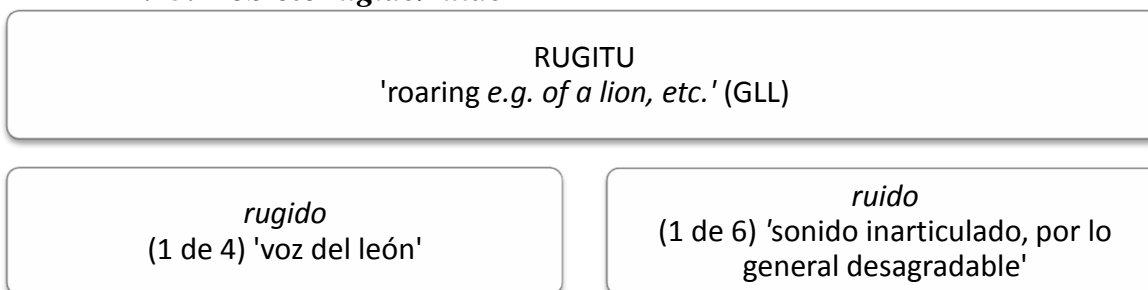 RUGITU
'roaring e.g. of a lion, etc.' (GLL)
rugido
(1 de 4) 'voz del león'
ruido
(1 de 6) 'sonido inarticulado, por lo
general desagradable'